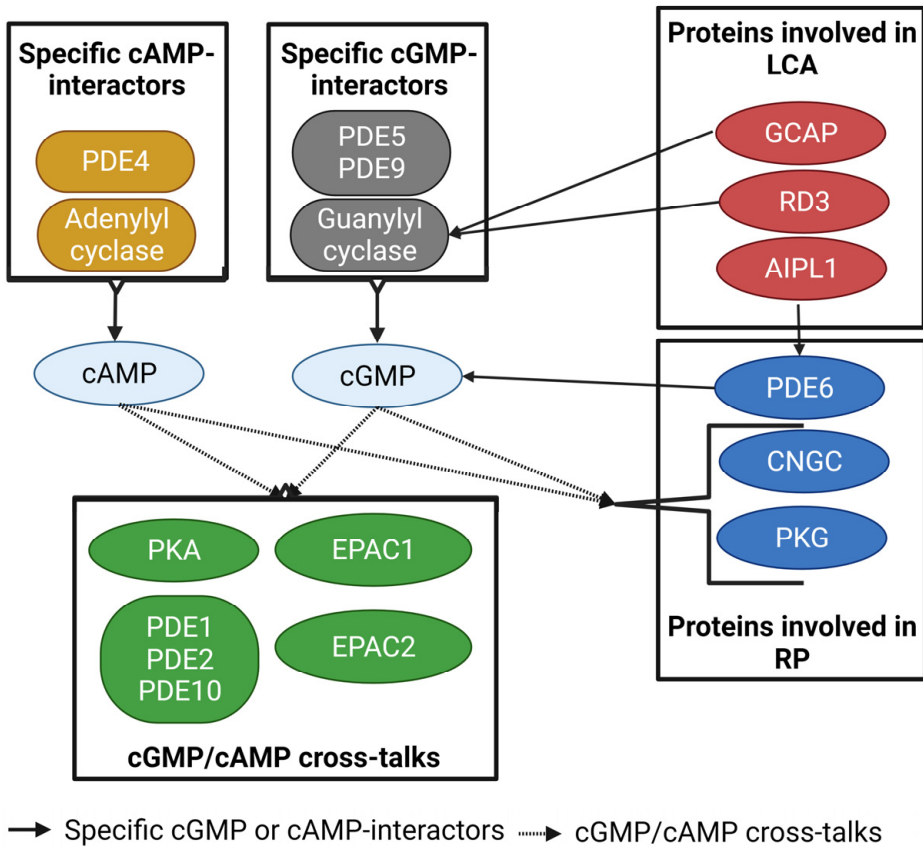 Specific cAMP-
interactors
PDE4
Adenylyl
cyclase
Specific cGMP-
interactors
PDE5
PDE9
Guanylyl
cyclase
Proteins involved in
LCA
GCAP
RD3
AIPL1
cAMP
cGMP
PDE6
CNGC
PKG
Proteins involved in
RP
PKA
EPAC1
PDE1
PDE2
PDE10
EPAC2
cGMP/cAMP cross-talks
Specific cGMP or cAMP-interactors
cGMP/cAMP cross-talks